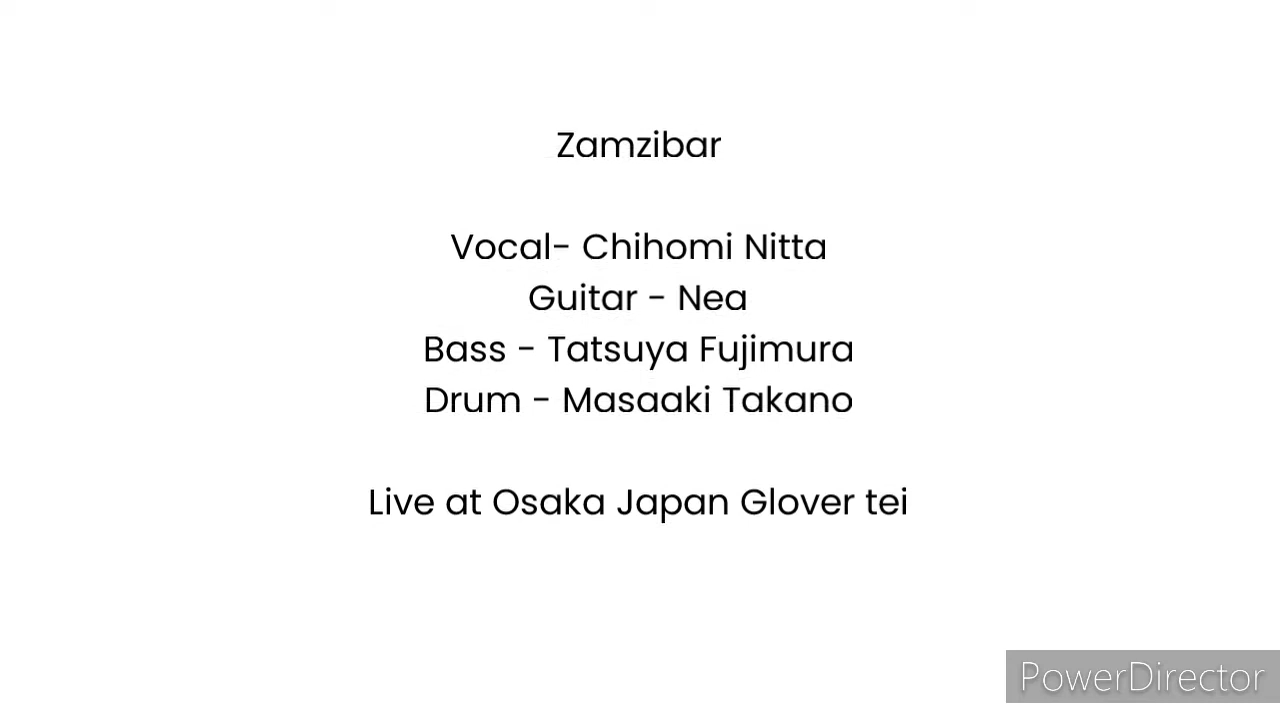 Zamzibar
Vocal- Chihomi Nitta
Guitar - Nea
Bass - Tatsuya Fujimura
Drum - Masaaki Takano
Live at Osaka Japan Glover tei
PowerDirector